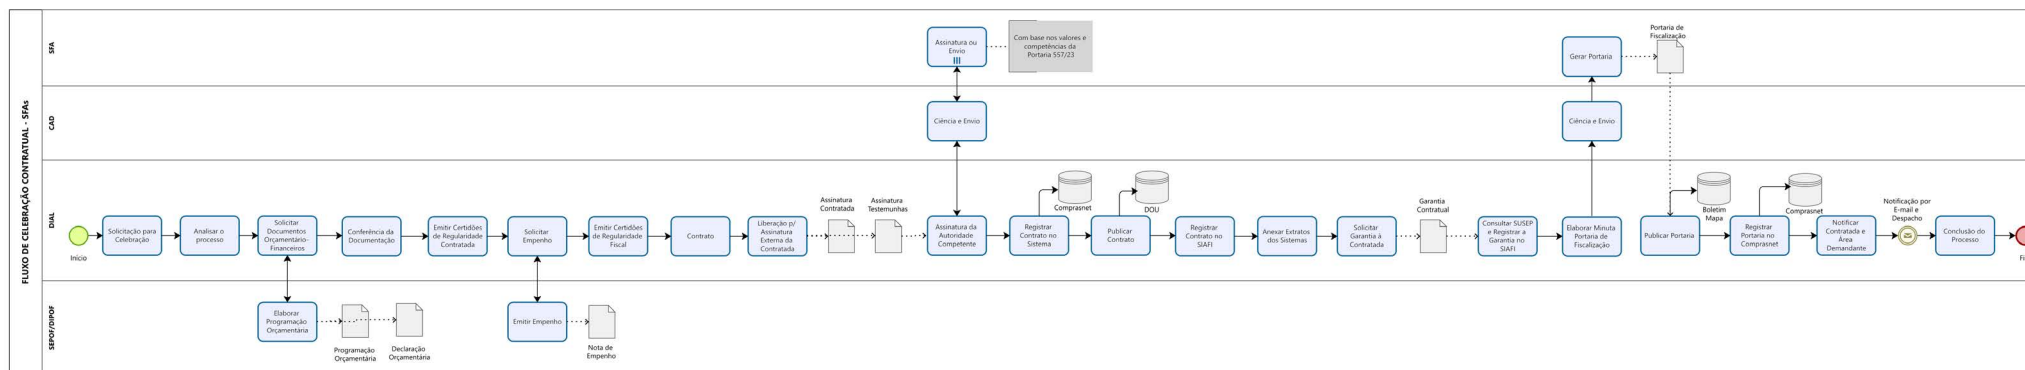 FLUXO DE CELEBRAÇÃO CONTRATUAL - SFAs
SFA
Assinatura ou
Envio
Com base nos valores e
competências da
Portaria 557/23
Gerar Portaria
Portaria de
Fiscalização
CAD
Ciência e Envio
Ciência e Envio
DIAL
Início
Solicitação para
Celebração
Analisar o
processo
Solicitar
Documentos
Orçamentário-
Financeiros
Conferência da
Documentação
Emitir Certidões
de Regularidade
Contratada
Solicitar
Empenho
Emitir Certidões
de Regularidade
Fiscal
Contrato
Liberação p/
Assinatura
Externa da
Contratada
Assinatura
Contratada
Assinatura
Testemunhas
Assinatura da
Autoridade
Competente
Registrar
Contrato no
Sistema
Comprasnet
Publicar
Contrato
DOU
Registrar
Contrato no
SIAFI
Anexar Extratos
dos Sistemas
Solicitar
Garantia à
Contratada
Garantia
Contratual
Consultar SUSEP
e Registrar a
Garantia no
SIAFI
Elaborar Minuta
Portaria de
Fiscalização
Publicar Portaria
Boletim
Mapa
Registrar
Portaria no
Comprasnet
Comprasnet
Notificar
Contratada e
Área
Demandante
Notificação por
E-mail e
Despacho
Conclusão do
Processo
Fi
SEPOF/DIPOF
Elaborar
Programação
Orçamentária
Programação
Orçamentária
Declaração
Orçamentária
Emitir Empenho
Nota de
Empenho